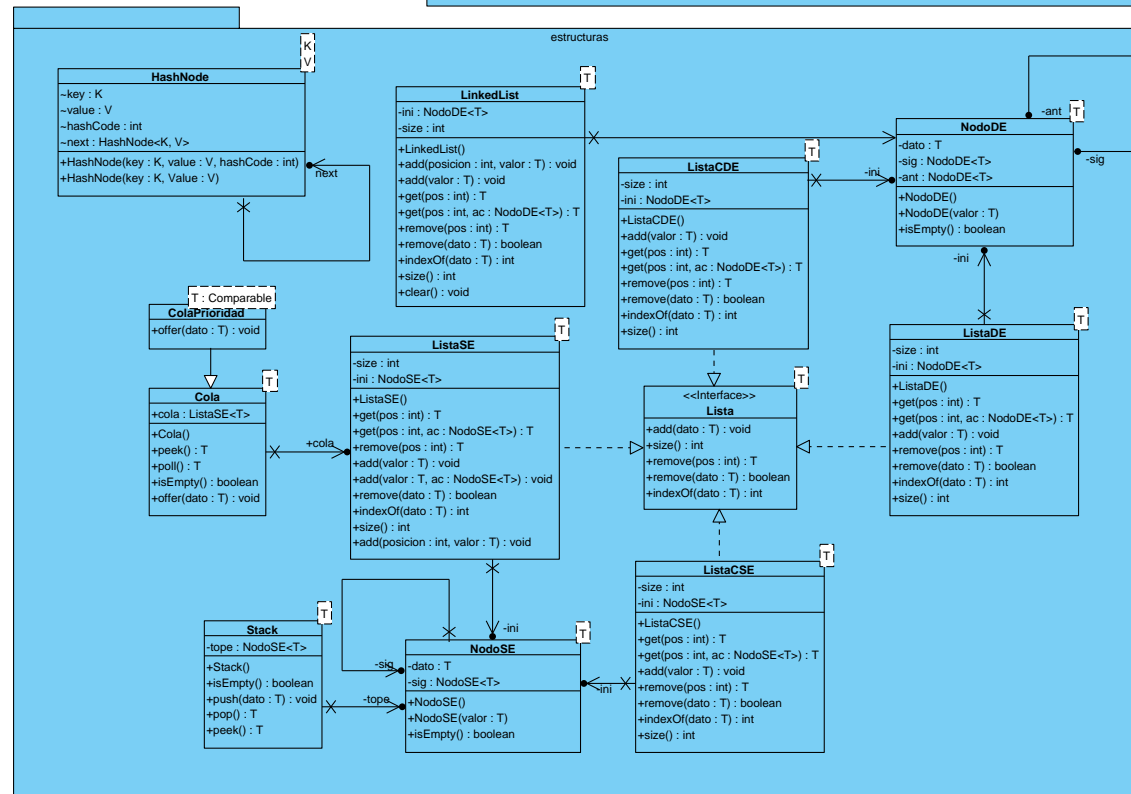 estructuras
K
V
HashNode
~key : K
~value : V
~hashCode : int
~next : HashNode<K, V>
+HashNode(key : K, value : V, hashCode : int)
+HashNode(key : K, Value : V)
next
T
LinkedList
-ini : NodoDE<T>
-size : int
+LinkedList()
+add(posicion : int, valor : T) : void
+add(valor : T) : void
+get(pos : int) : T
+get(pos : int, ac : NodoDE<T>) : T
+remove(pos : int) : T
+remove(dato : T) : boolean
+indexOf(dato : T) : int
+size() : int
+clear() : void
T
ListaCDE
-size : int
-ini : NodoDE<T>
+ListaCDE()
+add(valor : T) : void
+get(pos : int) : T
+get(pos : int, ac : NodoDE<T>) : T
+remove(pos : int) : T
+remove(dato : T) : boolean
+indexOf(dato : T) : int
+size() : int
-ini
-ant
T
NodoDE
-dato : T
-sig : NodoDE<T>
-ant : NodoDE<T>
+NodoDE()
+NodoDE(valor : T)
+isEmpty() : boolean
-sig
-ini
T
ListaDE
-size : int
-ini : NodoDE<T>
+ListaDE()
+get(pos : int) : T
+get(pos : int, ac : NodoDE<T>) : T
+add(valor : T) : void
+remove(pos : int) : T
+remove(dato : T) : boolean
+indexOf(dato : T) : int
+size() : int
T : Comparable
ColaPrioridad
+offer(dato : T) : void
T
Cola
+cola : ListaSE<T>
+Cola()
+peek() : T
+poll() : T
+isEmpty() : boolean
+offer(dato : T) : void
+cola
T
ListaSE
-size : int
-ini : NodoSE<T>
+ListaSE()
+get(pos : int) : T
+get(pos : int, ac : NodoSE<T>) : T
+remove(pos : int) : T
+add(valor : T) : void
+add(valor : T, ac : NodoSE<T>) : void
+remove(dato : T) : boolean
+indexOf(dato : T) : int
+size() : int
+add(posicion : int, valor : T) : void
T
<<Interface>>
Lista
+add(dato : T) : void
+size() : int
+remove(pos : int) : T
+remove(dato : T) : boolean
+indexOf(dato : T) : int
T
Stack
-tope : NodoSE<T>
+Stack()
+isEmpty() : boolean
+push(dato : T) : void
+pop() : T
+peek() : T
-tope
-sig
-ini
T
NodoSE
-dato : T
-sig : NodoSE<T>
+NodoSE()
+NodoSE(valor : T)
+isEmpty() : boolean
-ini
T
ListaCSE
-size : int
-ini : NodoSE<T>
+ListaCSE()
+get(pos : int) : T
+get(pos : int, ac : NodoSE<T>) : T
+add(valor : T) : void
+remove(pos : int) : T
+remove(dato : T) : boolean
+indexOf(dato : T) : int
+size() : int